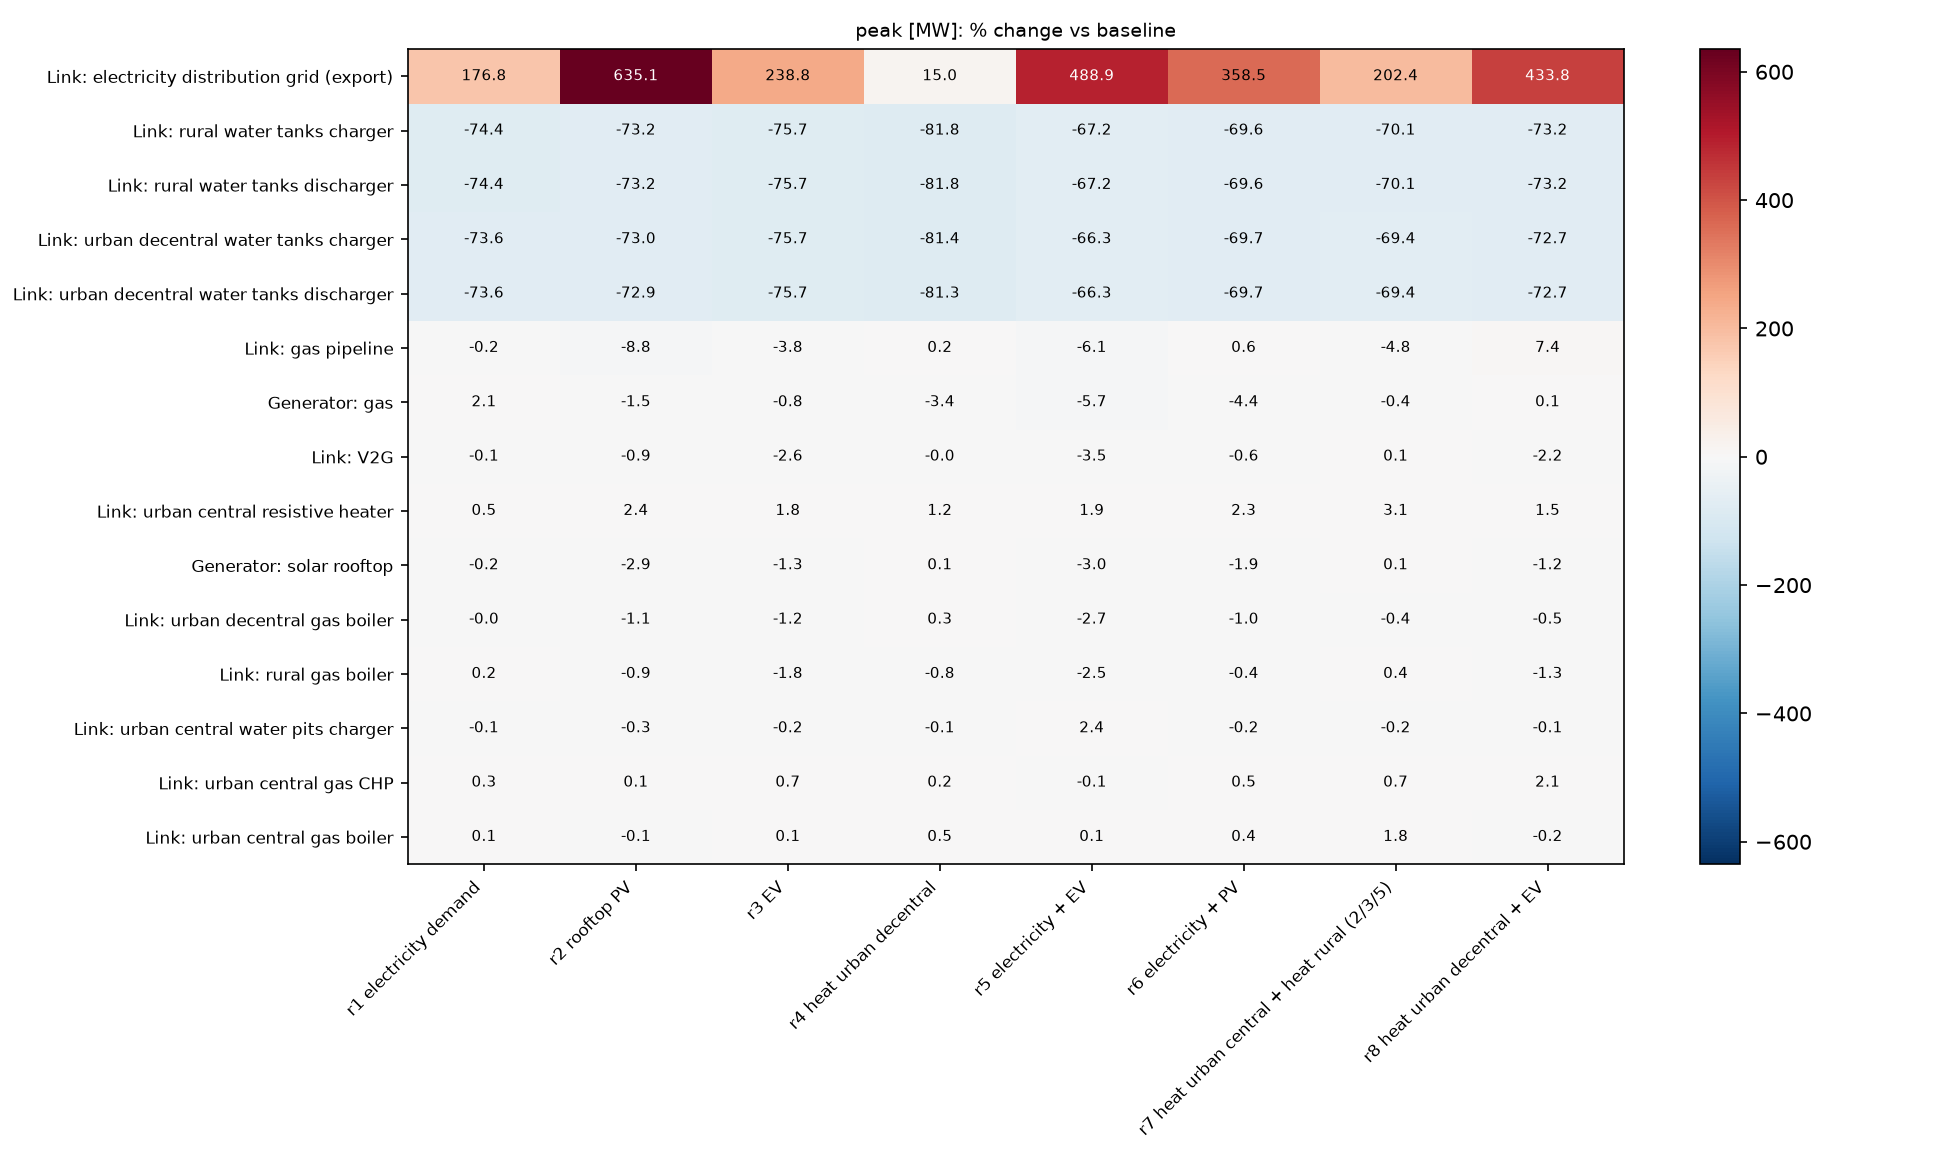 peak [MW]: % change vs baseline
Link: electricity distribution grid (export) 176.8 635.1 238.8 15.0 488.9 358.5 202.4 433.8
Link: rural water tanks charger -74.4 -73.2 -75.7 -81.8 -67.2 -69.6 -70.1 -73.2
Link: rural water tanks discharger -74.4 -73.2 -75.7 -81.8 -67.2 -69.6 -70.1 -73.2
Link: urban decentral water tanks charger -73.6 -73.0 -75.7 -81.4 -66.3 -69.7 -69.4 -72.7
Link: urban decentral water tanks discharger -73.6 -72.9 -75.7 -81.3 -66.3 -69.7 -69.4 -72.7
Link: gas pipeline -0.2 -8.8 -3.8 0.2 -6.1 0.6 -4.8 7.4
Generator: gas 2.1 -1.5 -0.8 -3.4 -5.7 -4.4 -0.4 0.1
Link: V2G -0.1 -0.9 -2.6 -0.0 -3.5 -0.6 0.1 -2.2
Link: urban central resistive heater 0.5 2.4 1.8 1.2 1.9 2.3 3.1 1.5
Generator: solar rooftop -0.2 -2.9 -1.3 0.1 -3.0 -1.9 0.1 -1.2
Link: urban decentral gas boiler -0.0 -1.1 -1.2 0.3 -2.7 -1.0 -0.4 -0.5
Link: rural gas boiler 0.2 -0.9 -1.8 -0.8 -2.5 -0.4 0.4 -1.3
Link: urban central water pits charger -0.1 -0.3 -0.2 -0.1 2.4 -0.2 -0.2 -0.1
Link: urban central gas CHP 0.3 0.1 0.7 0.2 -0.1 0.5 0.7 2.1
Link: urban central gas boiler 0.1 -0.1 0.1 0.5 0.1 0.4 1.8 -0.2
r1 electricity demand
r2 rooftop PV
r3 EV
r4 heat urban decentral
r5 electricity + EV
r6 electricity + PV
r7 heat urban central + heat rural (2/3/5)
r8 heat urban decentral + EV
600
400
200
0
−200
−400
−600